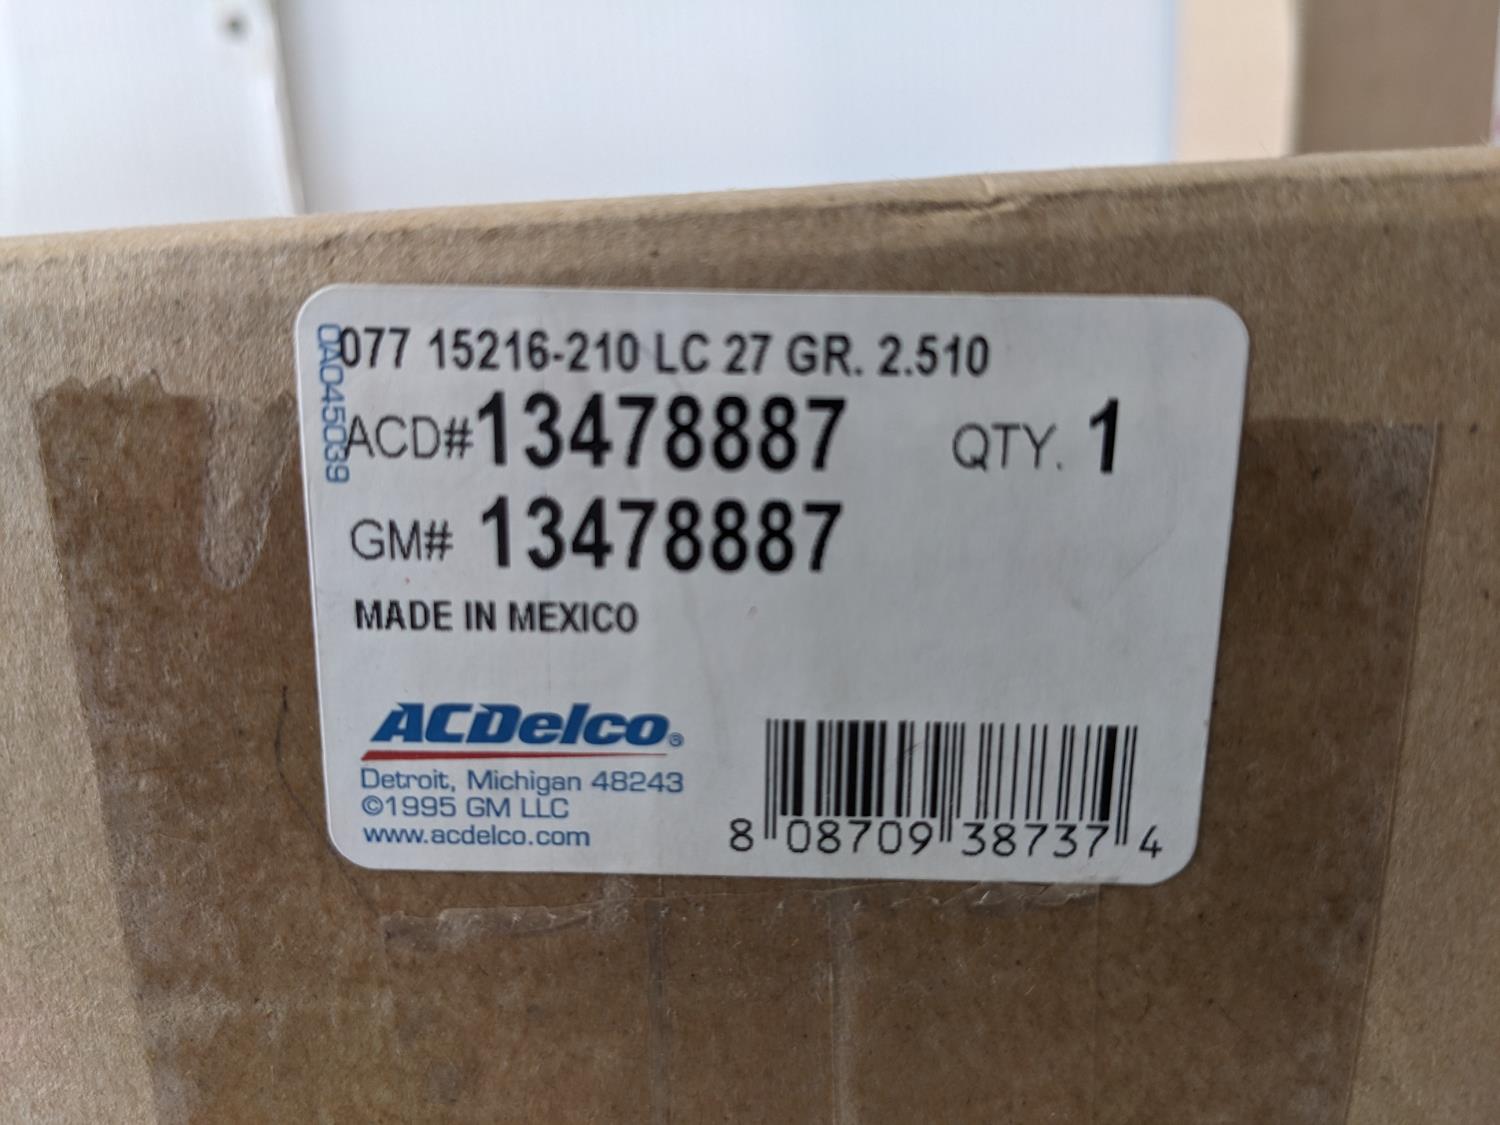 077 15216-210 LC 27 GR. 2.510
0A045039
ACD# 13478887 QTY. 1
GM# 13478887
MADE IN MEXICO
ACDelco®
Detroit, Michigan 48243
©1995 GM LLC
www.acdelco.com
8 08709 38737 4